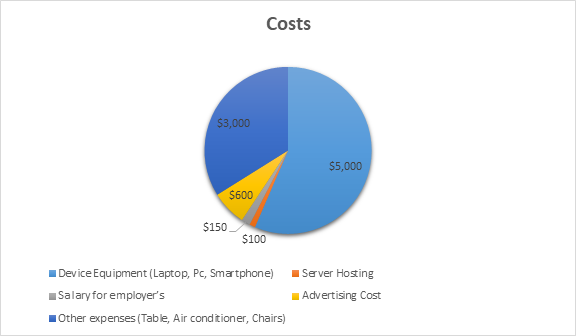 Costs
$3,000
$5,000
$600
$150
$100
Device Equipment (Laptop, Pc, Smartphone)
Server Hosting
Salary for employer's
Advertising Cost
Other expenses (Table, Air conditioner, Chairs)